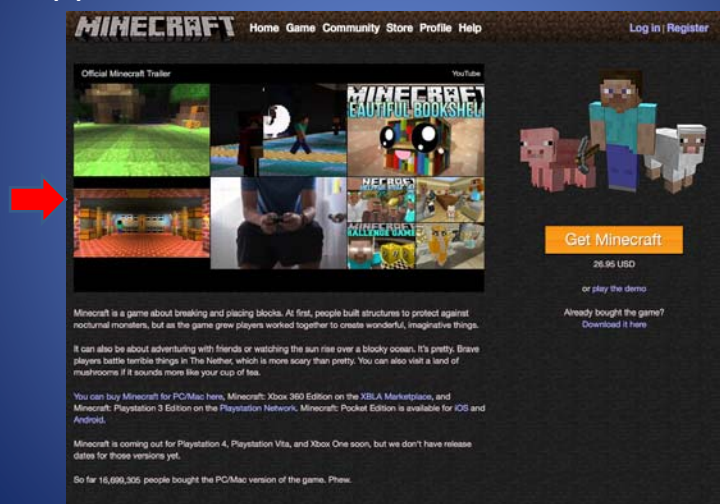 MINECRAFT Home Game Community Store Profile Help Log in | Register
Official Minecraft Trailer YouTube
MINECRAFT
BEAUTIFUL BOOKSHEL
Get Minecraft
26.95 USD
or play the demo
Already bought the game?
Download it here
Minecraft is a game about breaking and placing blocks. At first, people built structures to protect against
nocturnal monsters, but as the game grew players worked together to create wonderful, imaginative things.
It can also be about adventuring with friends or watching the sun rise over a blocky ocean. It's pretty. Brave
players battle terrible things in The Nether, which is more scary than pretty. You can also visit a land of
mushrooms if it sounds more like your cup of tea.
You can buy Minecraft for PC/Mac here, Minecraft: Xbox 360 Edition on the XBLA Marketplace, and
Minecraft: Playstation 3 Edition on the Playstation Network. Minecraft: Pocket Edition is available for iOS and
Android.
Minecraft is coming out for Playstation 4, Playstation Vita, and Xbox One soon, but we don't have release
dates for those versions yet.
So far 16,699,305 people bought the PC/Mac version of the game. Phew.